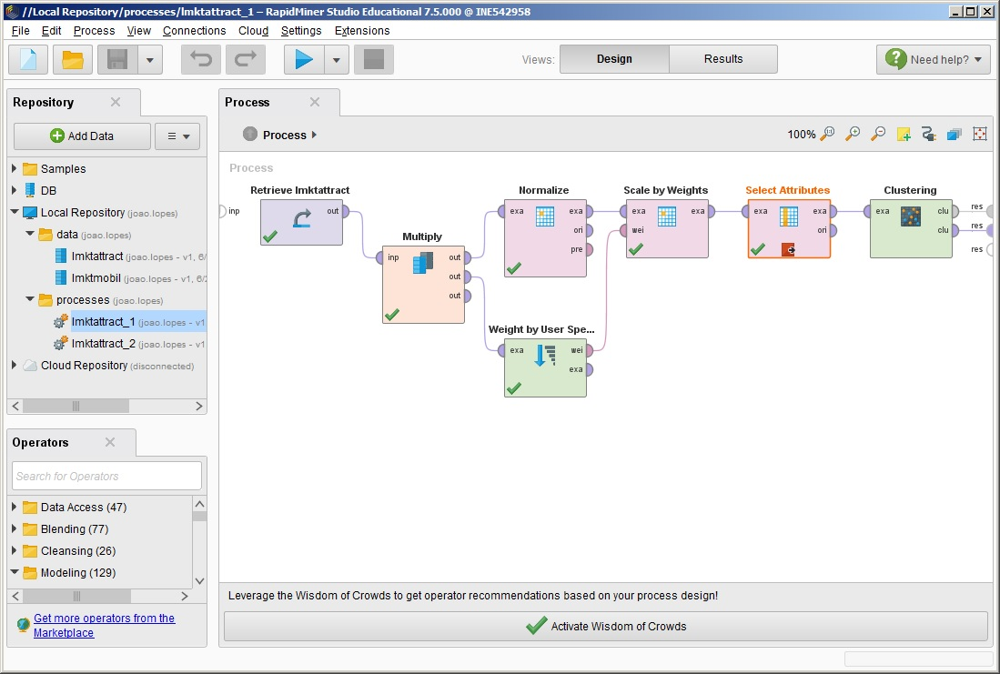 //Local Repository/processes/lmktattract_1 – RapidMiner Studio Educational 7.5.000 @ INE542958
File Edit Process View Connections Cloud Settings Extensions
Views: Design Results Need help?
Repository
Add Data
Samples
DB
Local Repository (joao.lopes)
data (joao.lopes)
lmktattract (joao.lopes - v1, 6/
lmktmobil (joao.lopes - v1, 6/2
processes (joao.lopes)
lmktattract_1 (joao.lopes - v1
lmktattract_2 (joao.lopes - v1
Cloud Repository (disconnected)
Operators
Search for Operators
Data Access (47)
Blending (77)
Cleansing (26)
Modeling (129)
Get more operators from the
Marketplace
Process
Process
100%
Process
inp
Retrieve lmktattract
out
Multiply
inp out
out
out
Normalize
exa exa
ori
pre
Weight by User Spe...
exa wei
exa
Scale by Weights
exa exa
wei
Select Attributes
exa exa
ori
Clustering
exa clu
clu
res
res
res
Leverage the Wisdom of Crowds to get operator recommendations based on your process design!
Activate Wisdom of Crowds